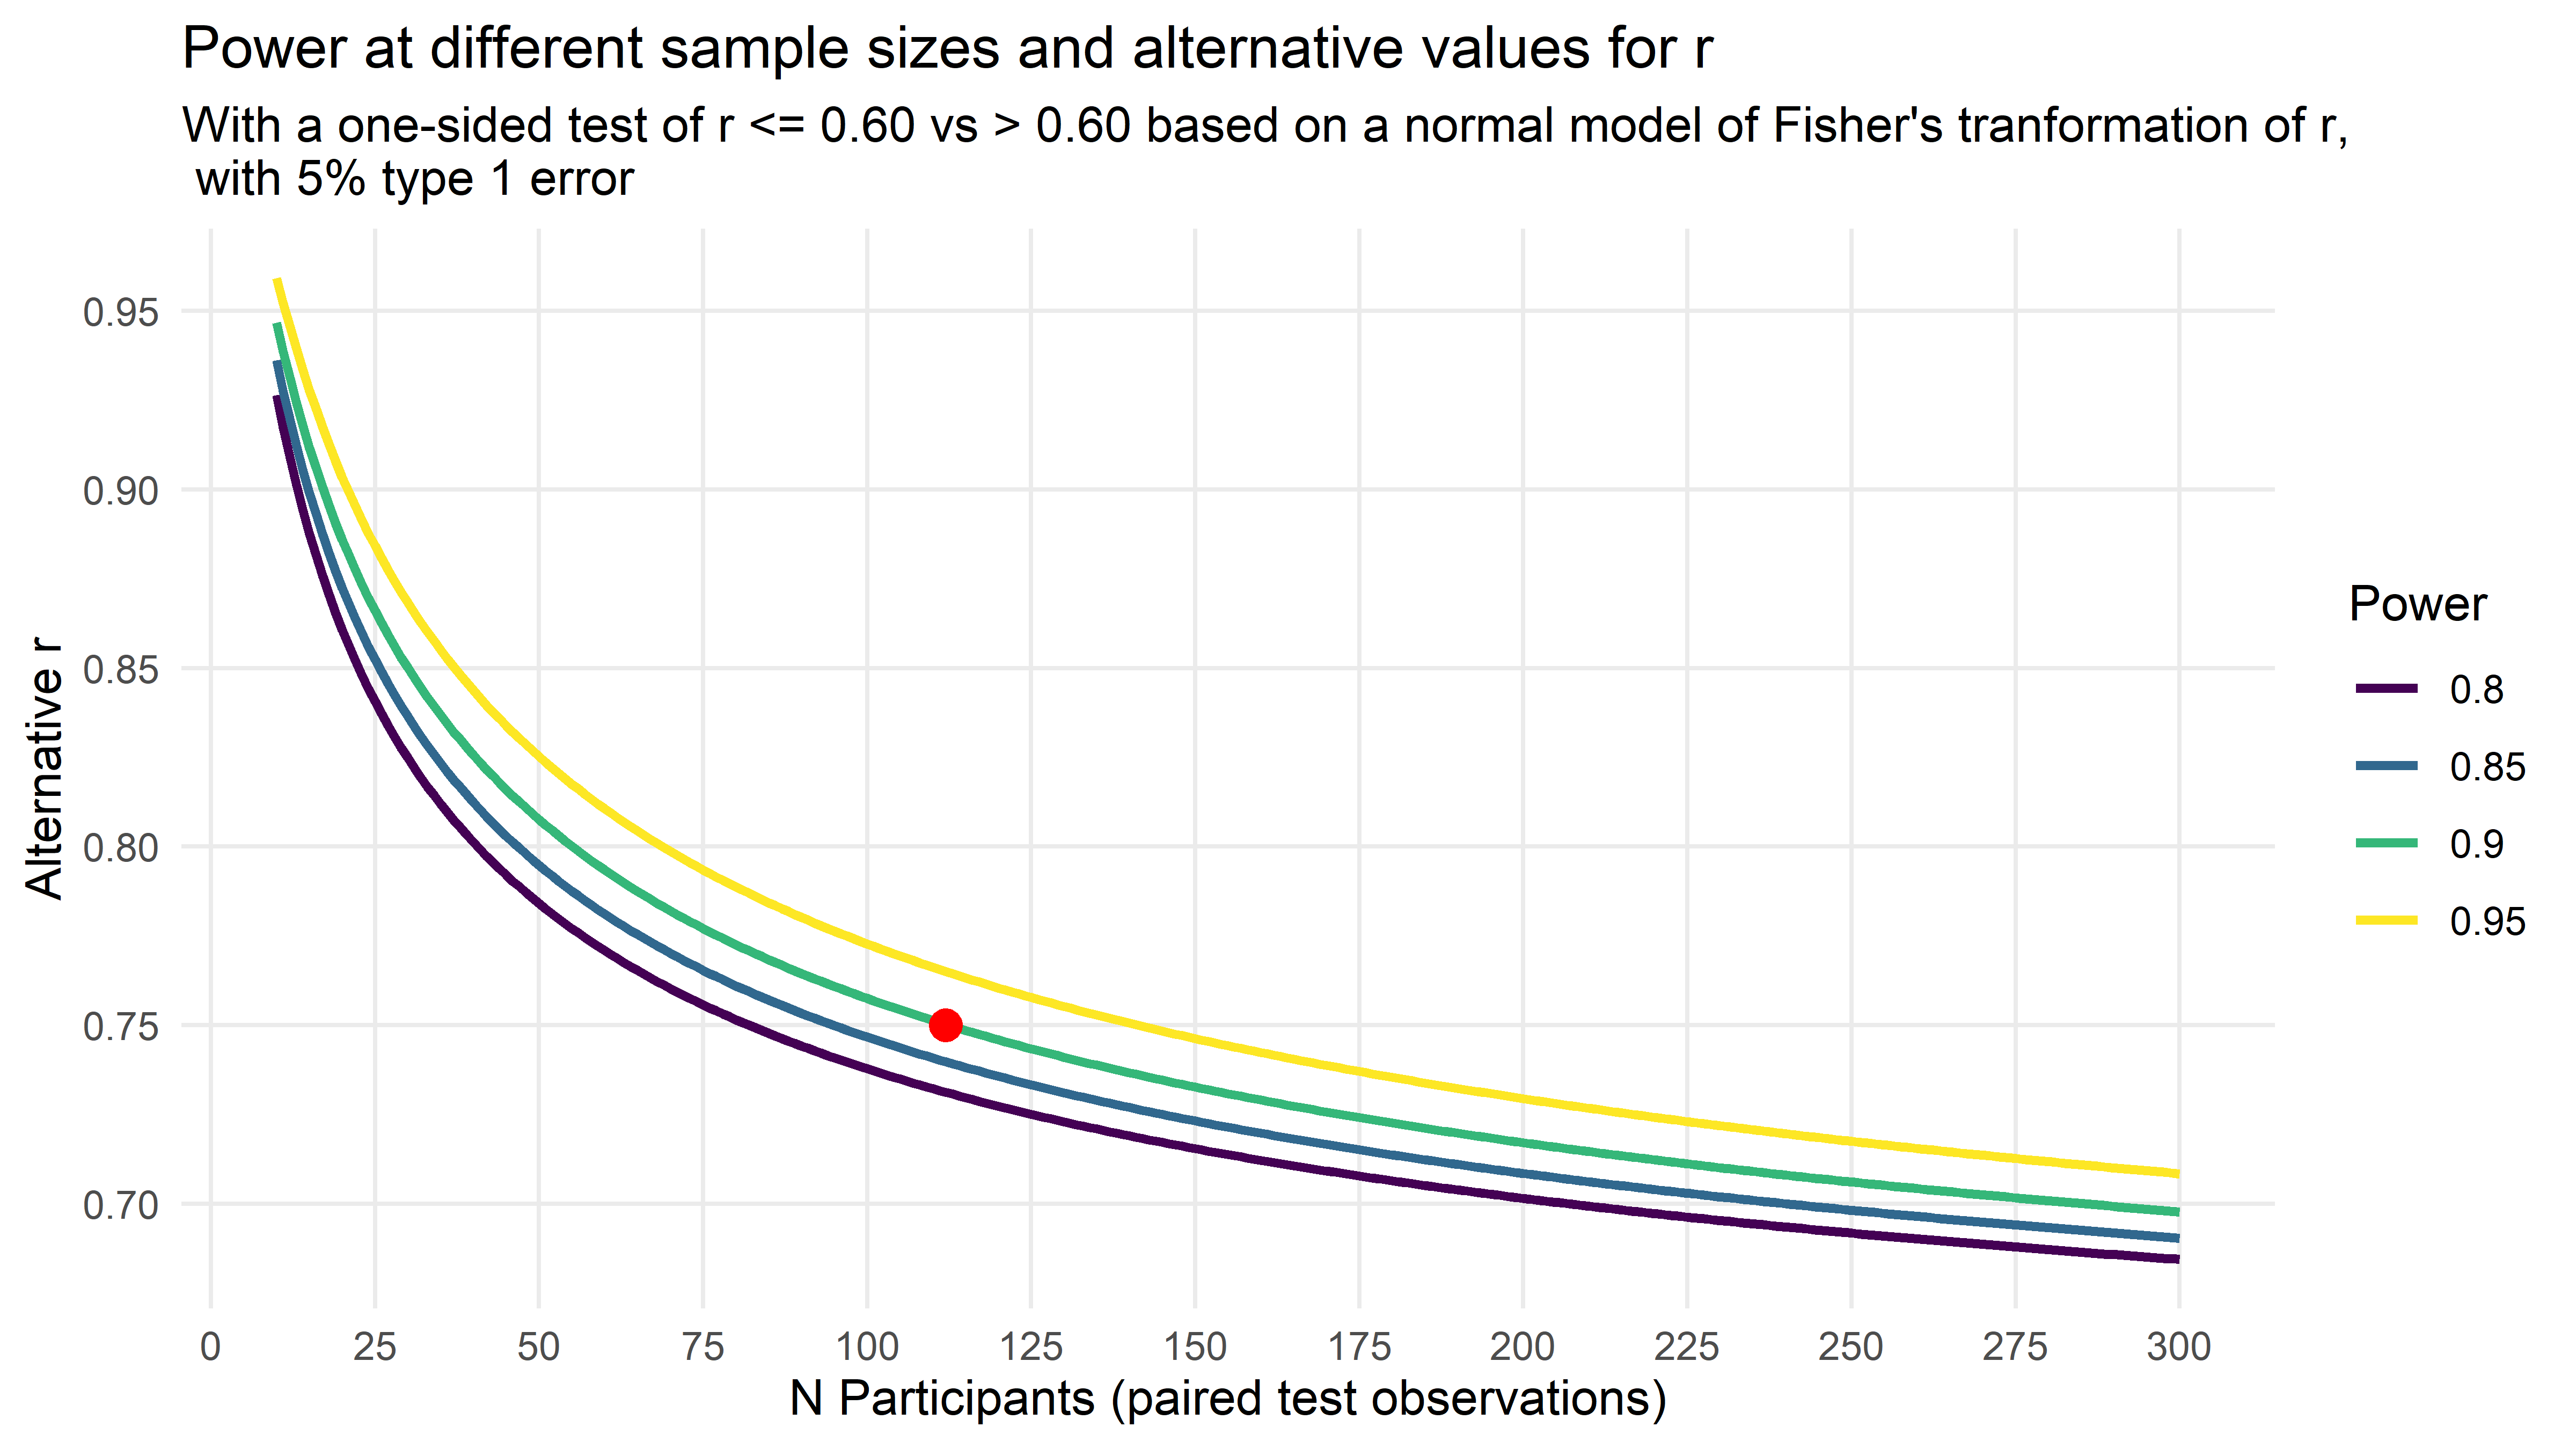 Power at different sample sizes and alternative values for r
With a one-sided test of r <= 0.60 vs > 0.60 based on a normal model of Fisher's tranformation of r,
with 5% type 1 error
Alternative r
0.95
0.90
0.85
0.80
0.75
0.70
0 25 50 75 100 125 150 175 200 225 250 275 300
N Participants (paired test observations)
Power
0.8
0.85
0.9
0.95